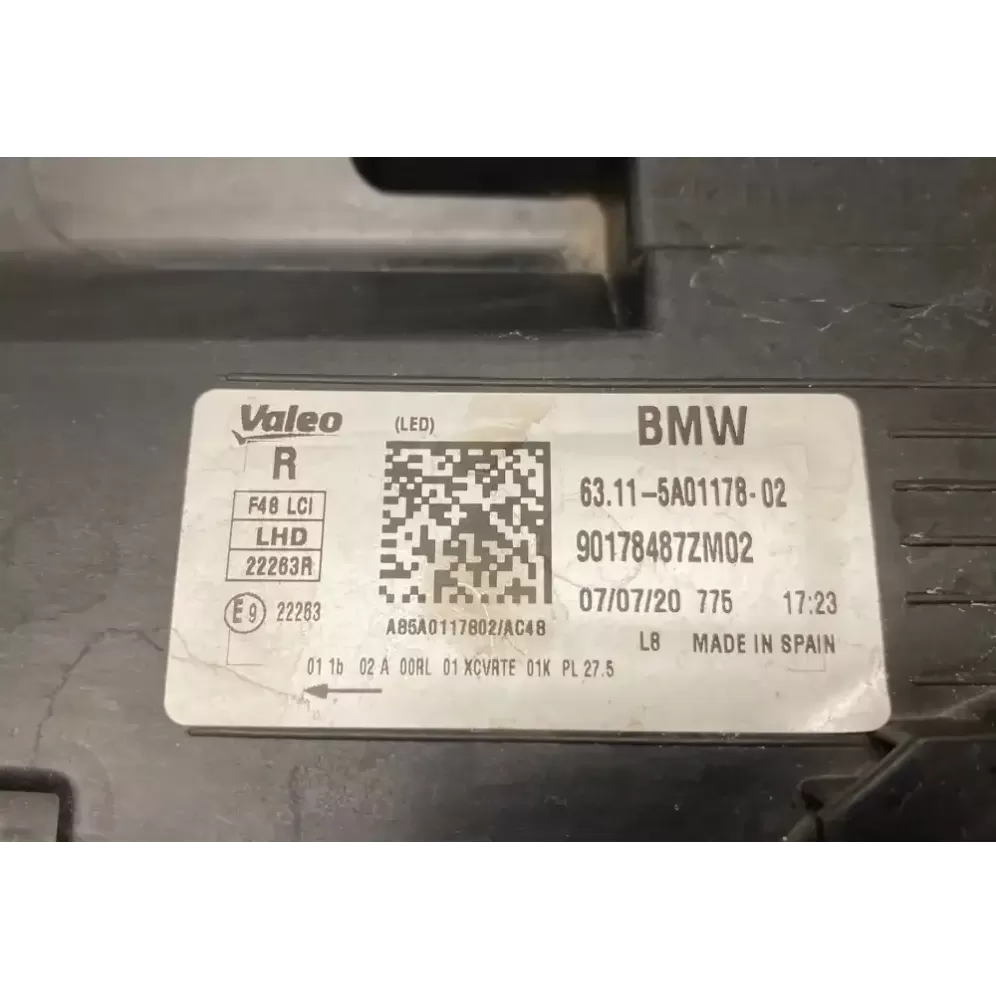 Valeo
(LED)
BMW
R
63.11-5A01178-02
F48 LCI
LHD
22263R
90178487ZM02
E9 22263
07/07/20 775 17:23
A85A0117802/AC48
L8 MADE IN SPAIN
01 1b 02 A 00RL 01 XCVRTE 01K PL 27.5